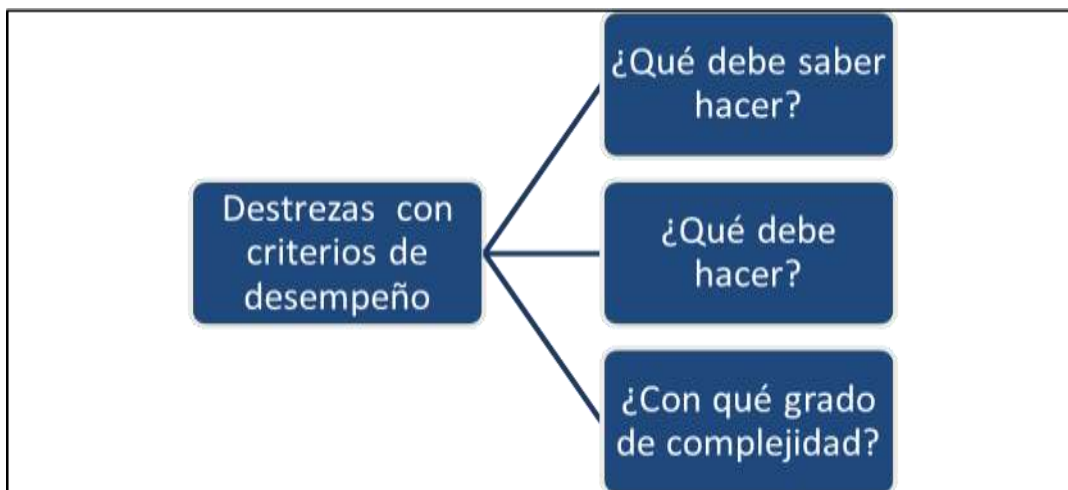 Destrezas con
criterios de
desempeño
¿Qué debe saber
hacer?
¿Qué debe
hacer?
¿Con qué grado
de complejidad?